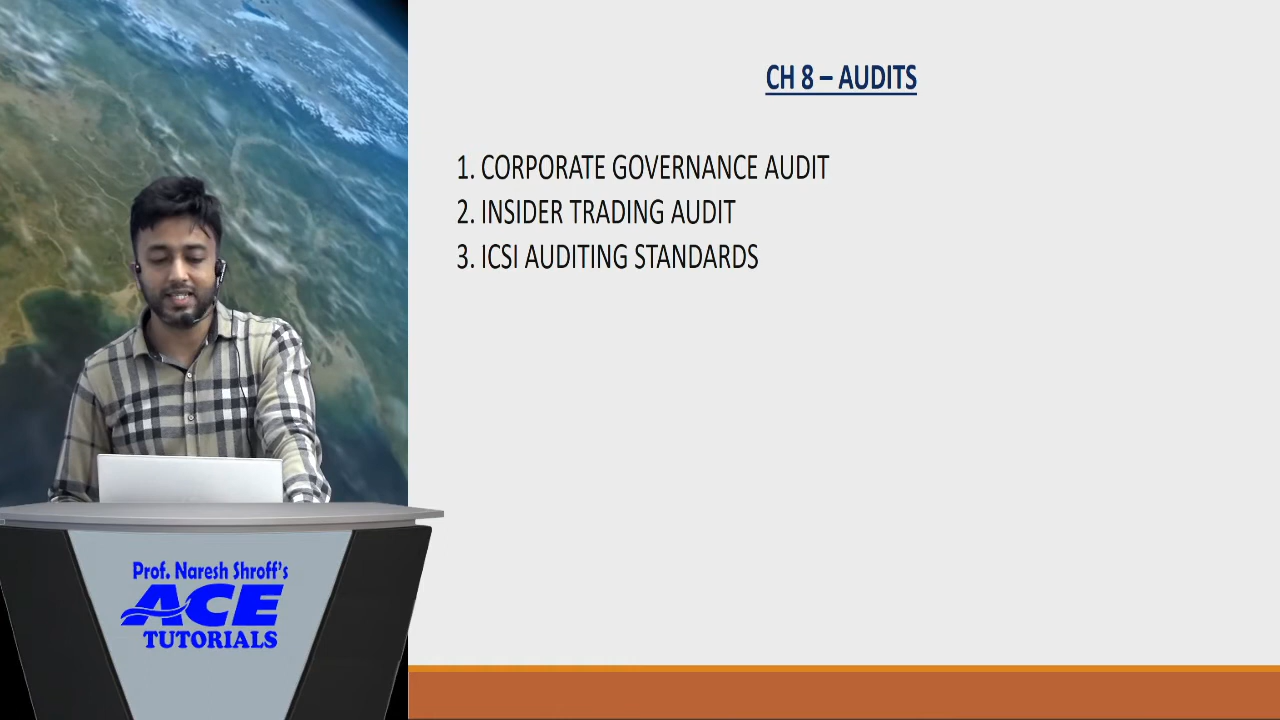 CH 8 – AUDITS
1. CORPORATE GOVERNANCE AUDIT
2. INSIDER TRADING AUDIT
3. ICSI AUDITING STANDARDS
Prof. Naresh Shroff's
ACE
TUTORIALS